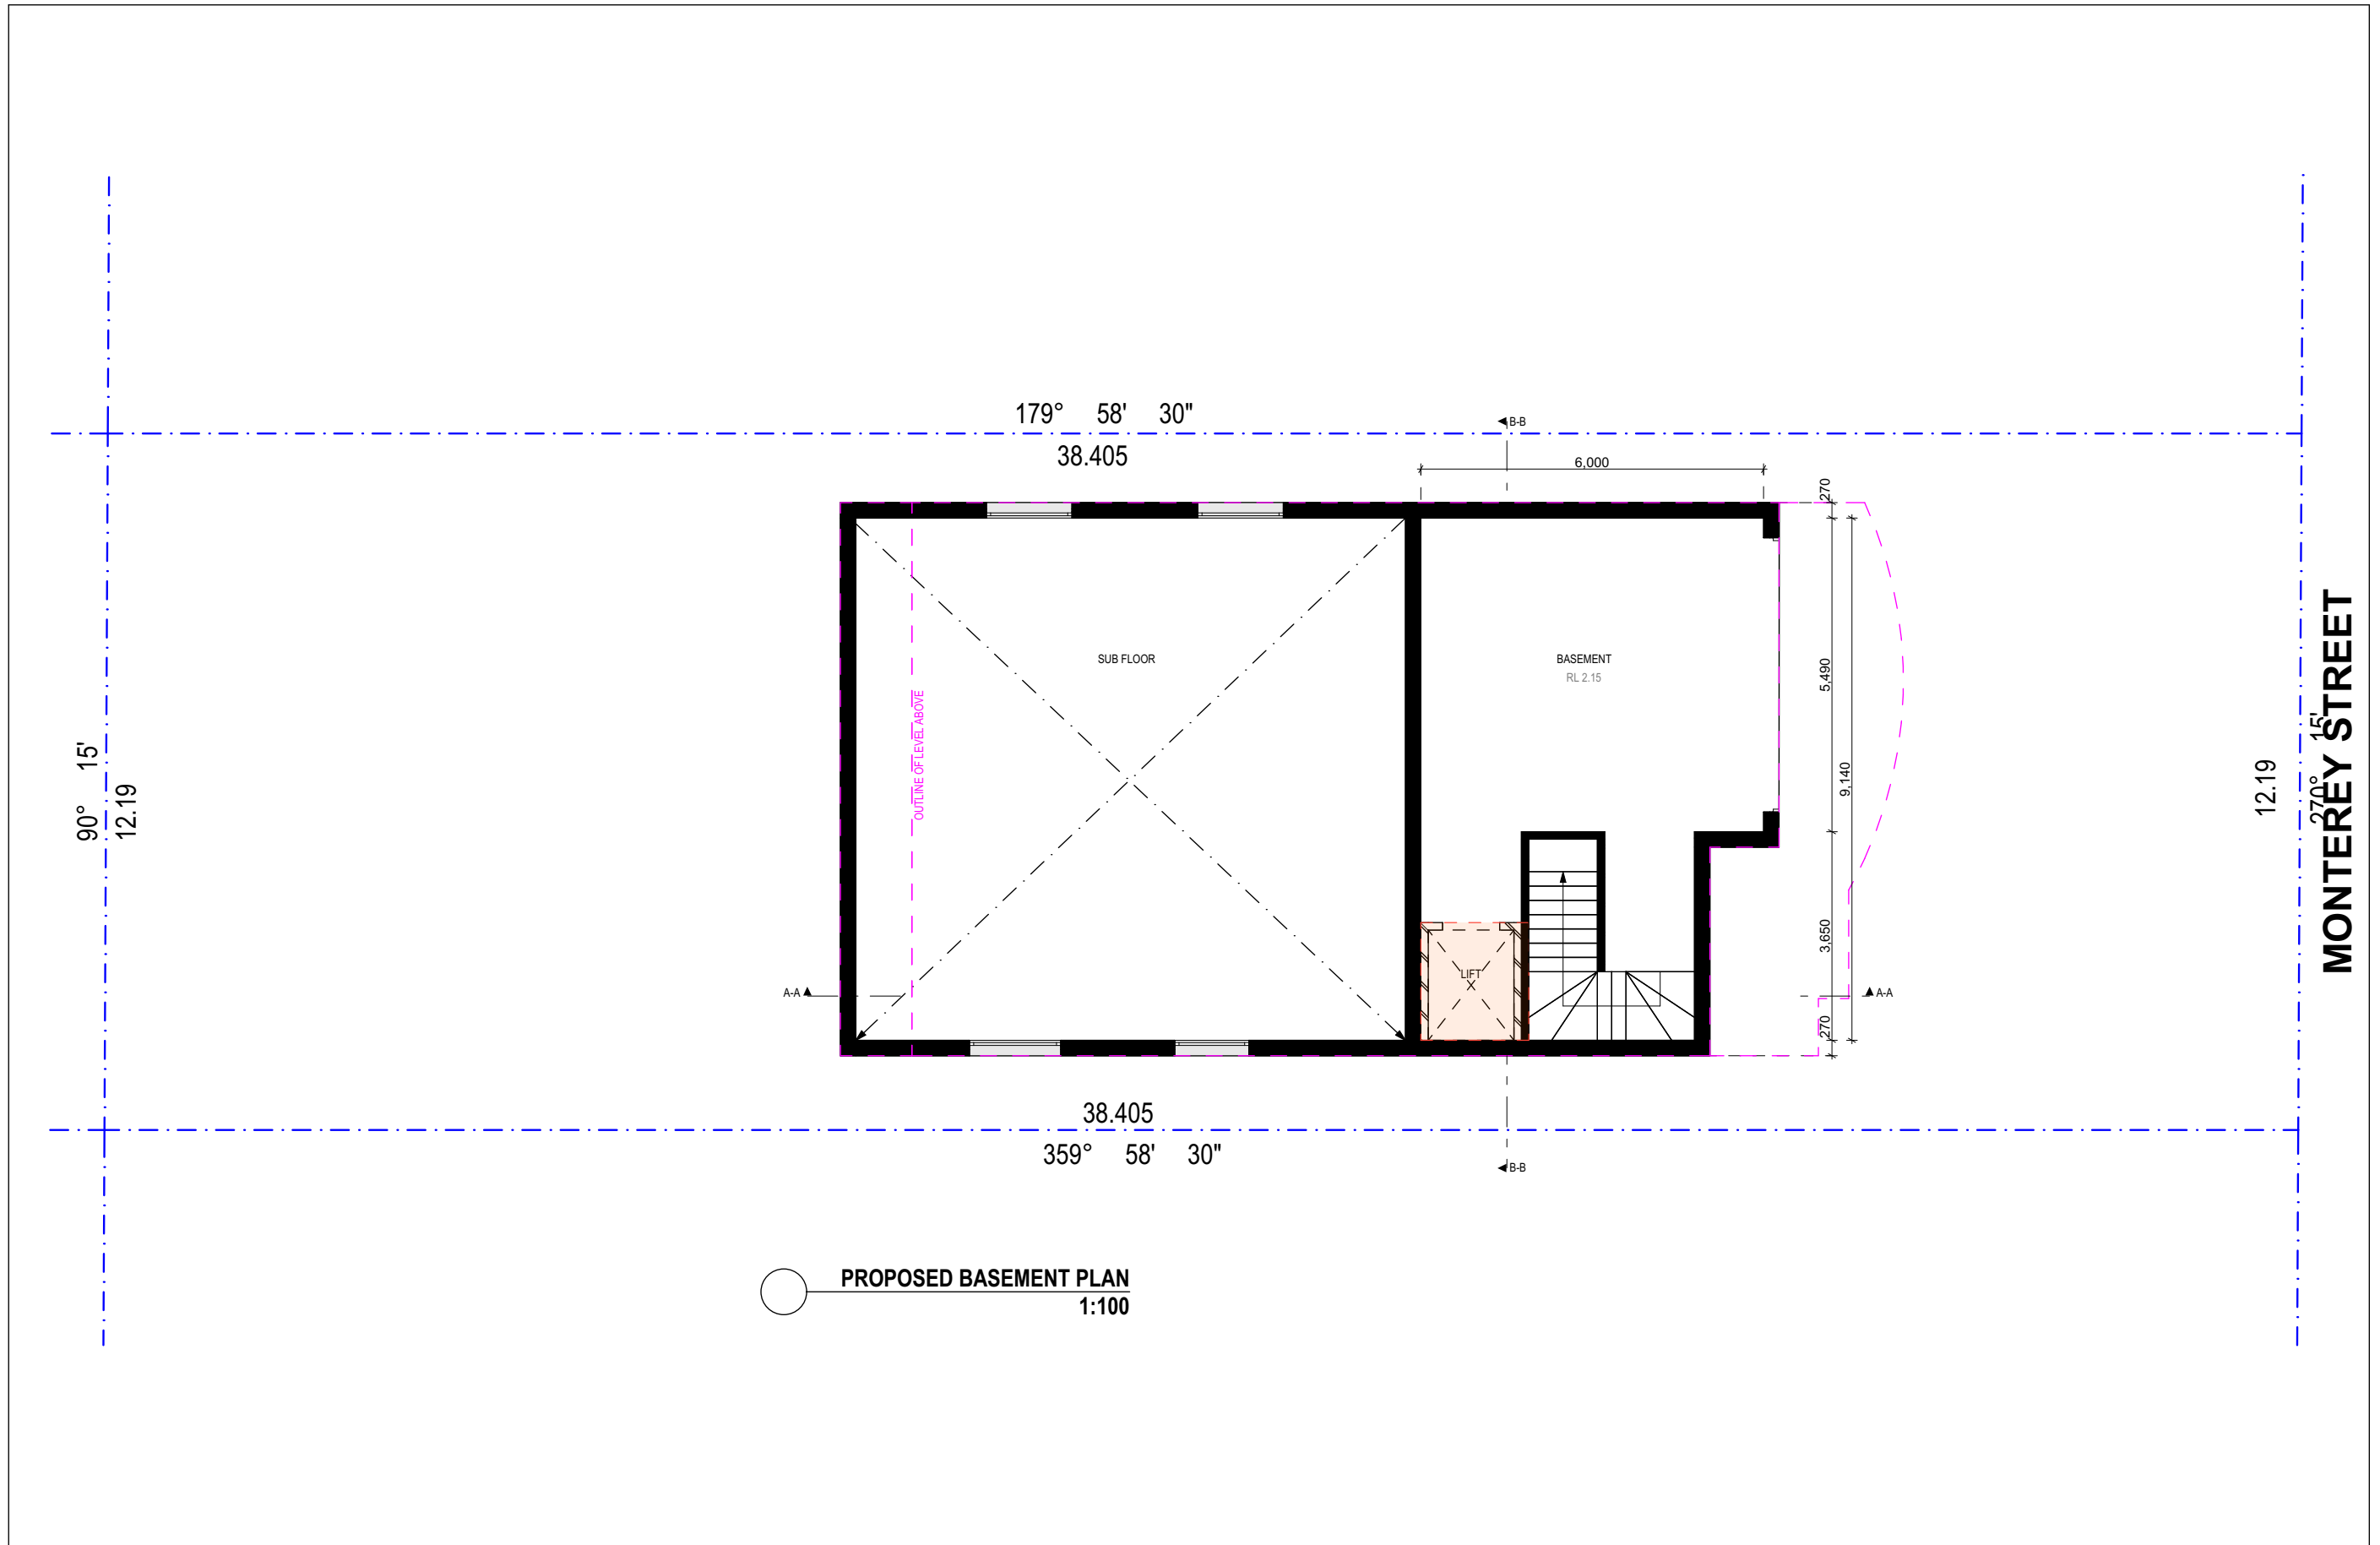 179° 58' 30"
38.405
B-B
6,000
270
SUB FLOOR
BASEMENT
RL 2.15
5,490
OUTLINE OF LEVEL ABOVE
90° 15'
12.19
9,140
12.19
270° 15'
MONTEREY STREET
3,650
LIFT
A-A
A-A
270
38.405
359° 58' 30"
B-B
PROPOSED BASEMENT PLAN
1:100